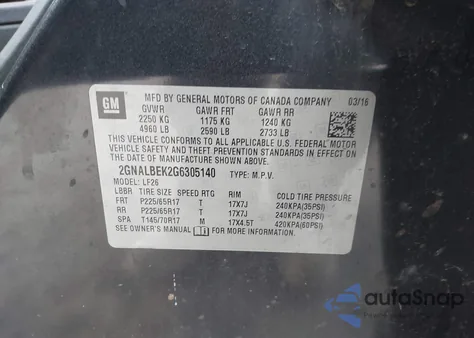 GM
MFD. BY GENERAL MOTORS OF CANADA COMPANY 03/16
GVWR GAWR FRT GAWR RR
2250 KG 1175 KG 1240 KG
4960 LB 2590 LB 2733 LB
THIS VEHICLE CONFORMS TO ALL APPLICABLE U.S. FEDERAL MOTOR
VEHICLE SAFETY AND THEFT PREVENTION STANDARDS IN EFFECT ON THE
DATE OF MANUFACTURE SHOWN ABOVE.
2GNALBEK2G6305140 TYPE: M.P.V.
MODEL: LF26
LBBR TIRE SIZE SPEED RTG RIM COLD TIRE PRESSURE
FRT P225/65R17 T 17X7J 240KPA(35PSI)
RR P225/65R17 T 17X7J 240KPA(35PSI)
SPA T145/70R17 M 17X4.5T 420KPA(60PSI)
SEE OWNER'S MANUAL FOR MORE INFORMATION
autoSnap